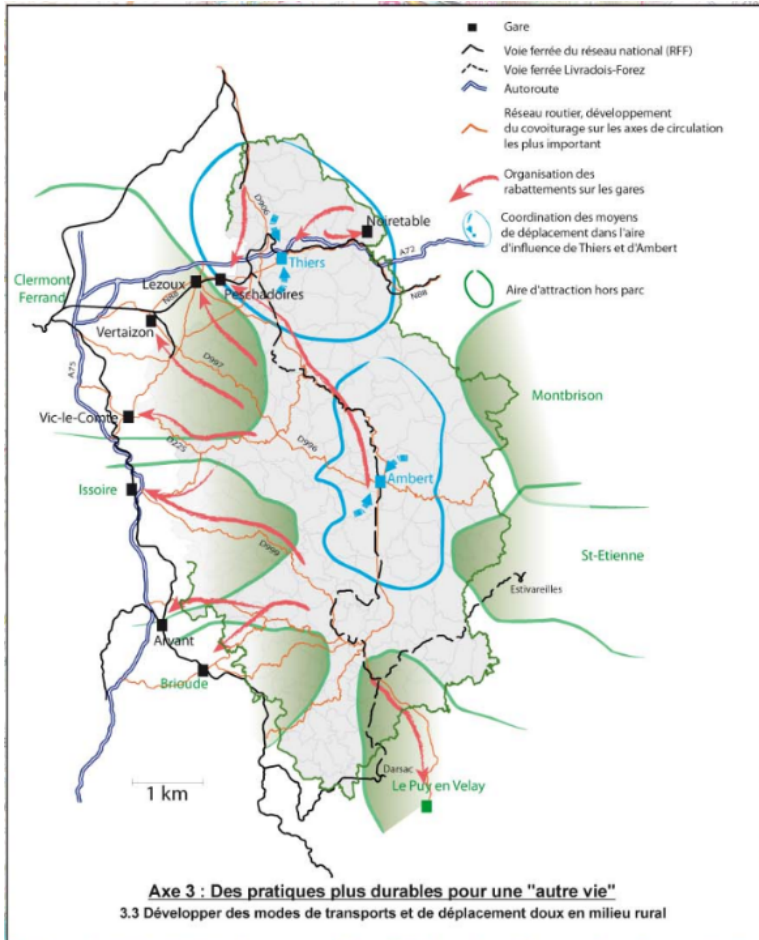 Gare
Voie ferrée du réseau national (RFF)
Voie ferrée Livradois-Forez
Autoroute
Réseau routier, développement
du covoiturage sur les axes de circulation
les plus important
Organisation des
rabattements sur les gares
Coordination des moyens
de déplacement dans l'aire
d'influence de Thiers et d'Ambert
Aire d'attraction hors parc
D906
Noiretable
A72
Thiers
Clermont
Ferrand
Lezoux
Peschadoires
N88
N88
Vertaizon
A75
D997
Montbrison
Vic-le-Comte
D225
D996
Ambert
Issoire
D999
St-Etienne
Estivareilles
Arvant
Brioude
Darsac
Le Puy en Velay
1 km
Axe 3 : Des pratiques plus durables pour une "autre vie"
3.3 Développer des modes de transports et de déplacement doux en milieu rural